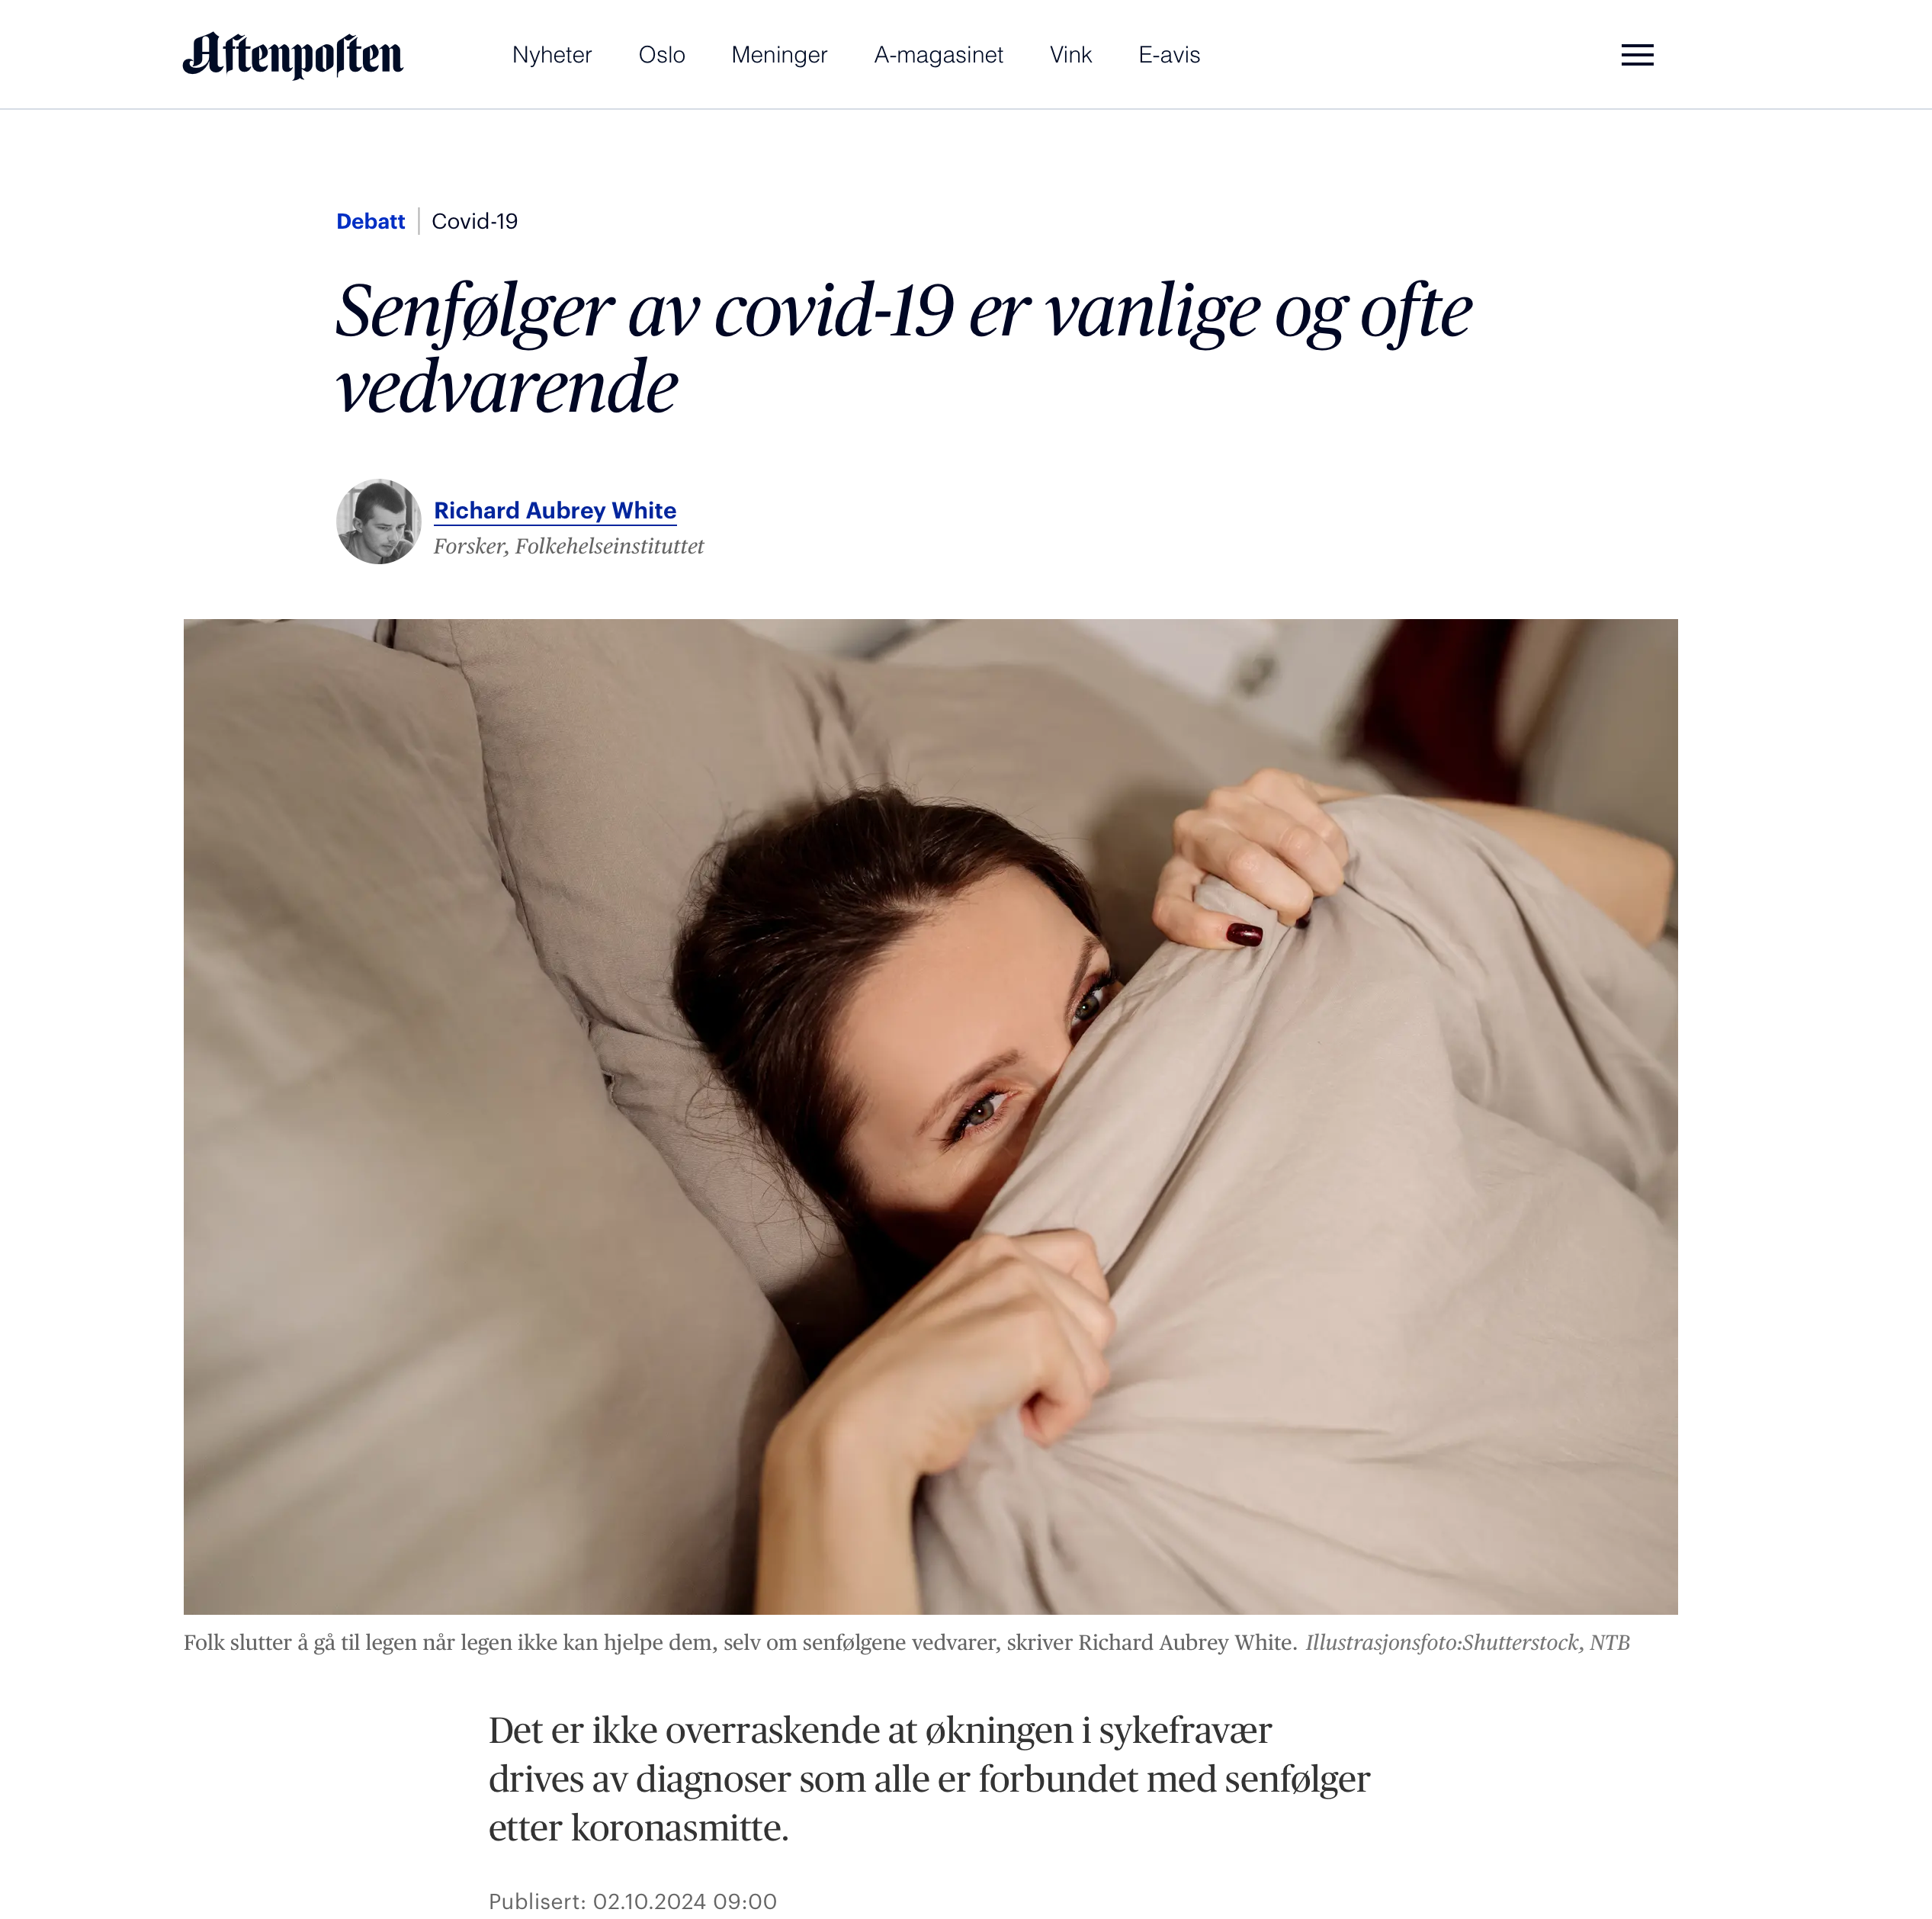 Aftenposten
Nyheter Oslo Meninger A-magasinet Vink E-avis
Debatt Covid-19
Senfølger av covid-19 er vanlige og ofte
vedvarende
Richard Aubrey White
Forsker, Folkehelseinstituttet
Folk slutter å gå til legen når legen ikke kan hjelpe dem, selv om senfølgene vedvarer, skriver Richard Aubrey White. Illustrasjonsfoto:Shutterstock, NTB
Det er ikke overraskende at økningen i sykefravær
drives av diagnoser som alle er forbundet med senfølger
etter koronasmitte.
Publisert: 02.10.2024 09:00